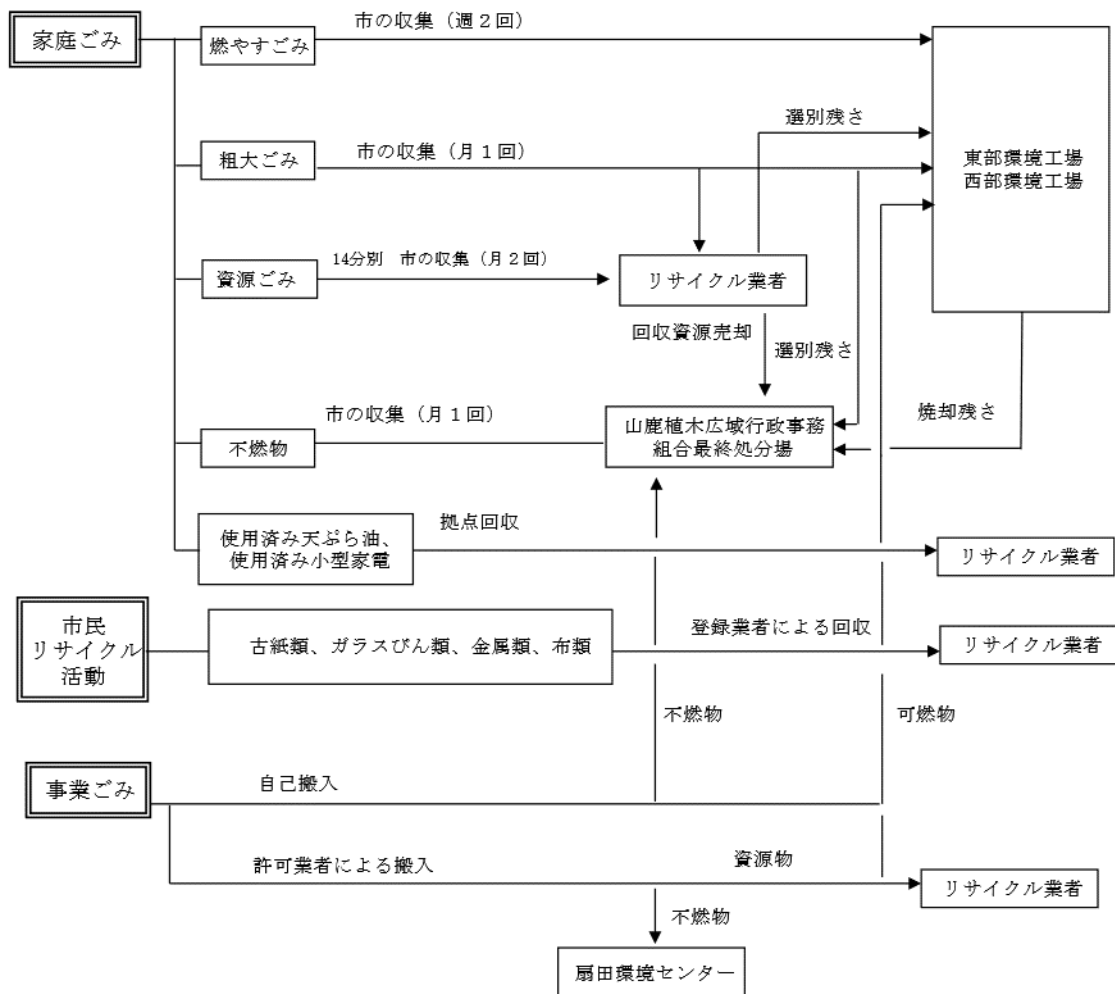 家庭ごみ
燃やすごみ
市の収集（週２回）
粗大ごみ
市の収集（月１回）
選別残さ
東部環境工場
西部環境工場
資源ごみ
14分別　市の収集（月２回）
リサイクル業者
回収資源売却
選別残さ
不燃物
市の収集（月１回）
山鹿植木広域行政事務
組合最終処分場
焼却残さ
使用済み天ぷら油、
使用済み小型家電
拠点回収
リサイクル業者
市民
リサイクル
活動
古紙類、ガラスびん類、金属類、布類
登録業者による回収
リサイクル業者
不燃物
可燃物
事業ごみ
自己搬入
許可業者による搬入
資源物
リサイクル業者
不燃物
扇田環境センター